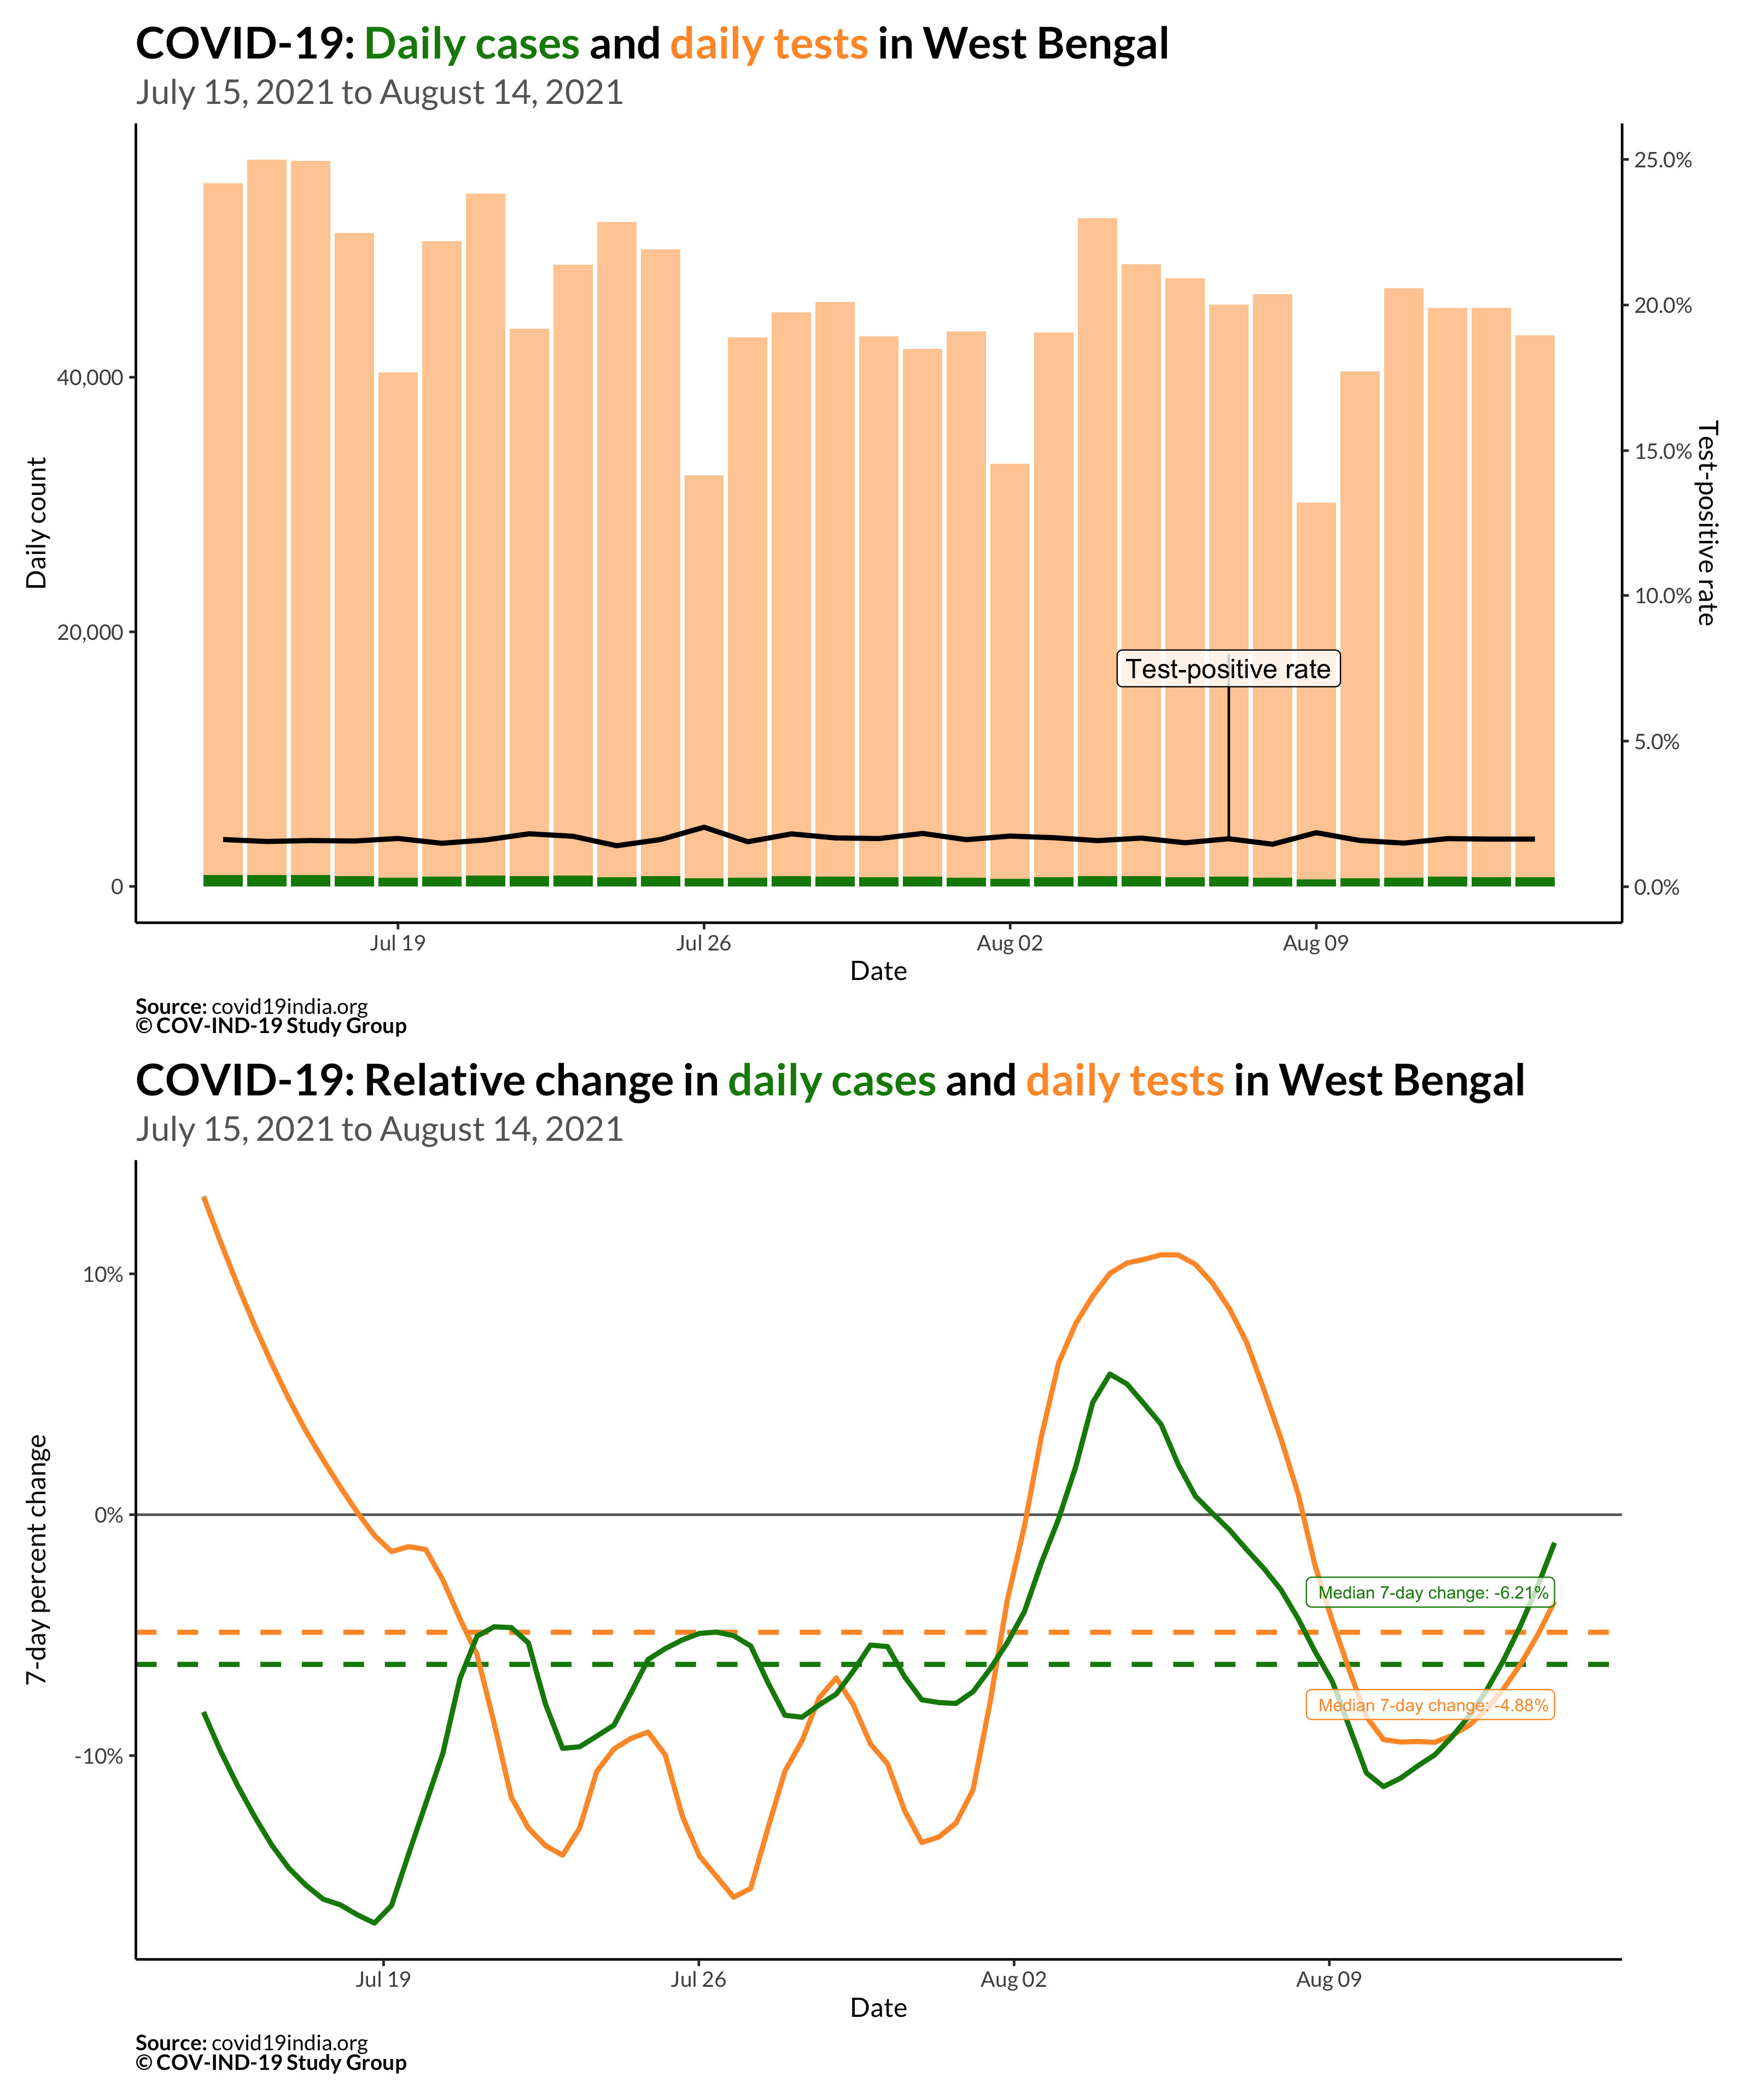 COVID-19: Daily cases and daily tests in West Bengal
July 15, 2021 to August 14, 2021
Daily count
40,000
20,000
0
25.0%
20.0%
15.0%
10.0%
5.0%
0.0%
Test-positive rate
Test-positive rate
Jul 19
Jul 26
Aug 02
Aug 09
Date
Source: covid19india.org
© COV-IND-19 Study Group
COVID-19: Relative change in daily cases and daily tests in West Bengal
July 15, 2021 to August 14, 2021
7-day percent change
10%
0%
-10%
Median 7-day change: -6.21%
Median 7-day change: -4.88%
Jul 19
Jul 26
Aug 02
Aug 09
Date
Source: covid19india.org
© COV-IND-19 Study Group